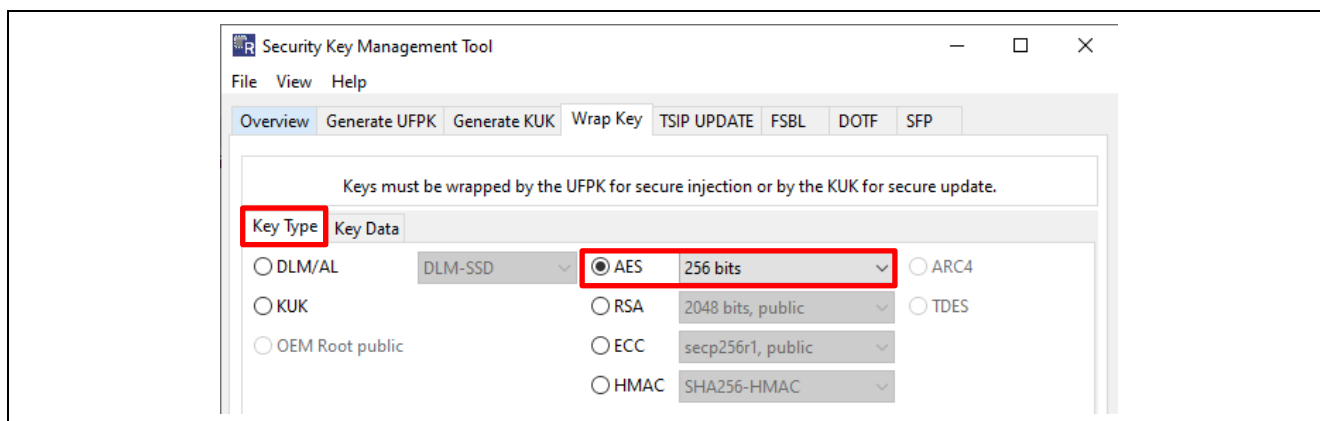 Security Key Management Tool
File View Help
Overview Generate UFPK Generate KUK Wrap Key TSIP UPDATE FSBL DOTF SFP
Keys must be wrapped by the UFPK for secure injection or by the KUK for secure update.
Key Type Key Data
DLM/AL DLM-SSD AES 256 bits ARC4
KUK RSA 2048 bits, public TDES
OEM Root public ECC secp256r1, public
HMAC SHA256-HMAC